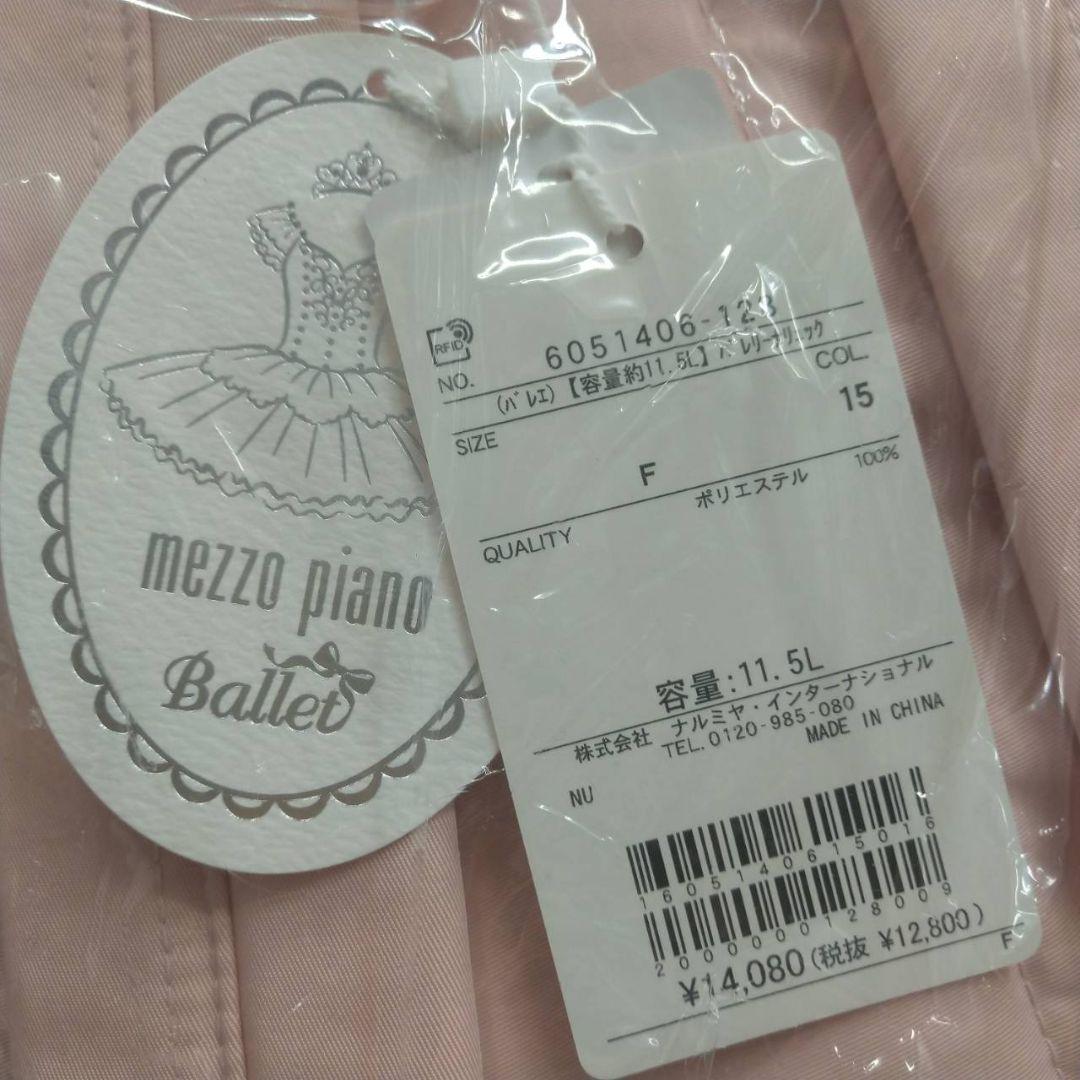 mezzo piano
Ballet
RFID
NO. 6051406-123
(バレエ)【容量約11.5L】バレリーナリュック
SIZE
COL.
F
15
QUALITY
ポリエステル 100%
容量:11.5L
株式会社 ナルミヤ・インターナショナル
TEL.0120-985-080
MADE IN CHINA
NU
1605140615016
2000000128009
¥14,080(税抜 ¥12,800)
F